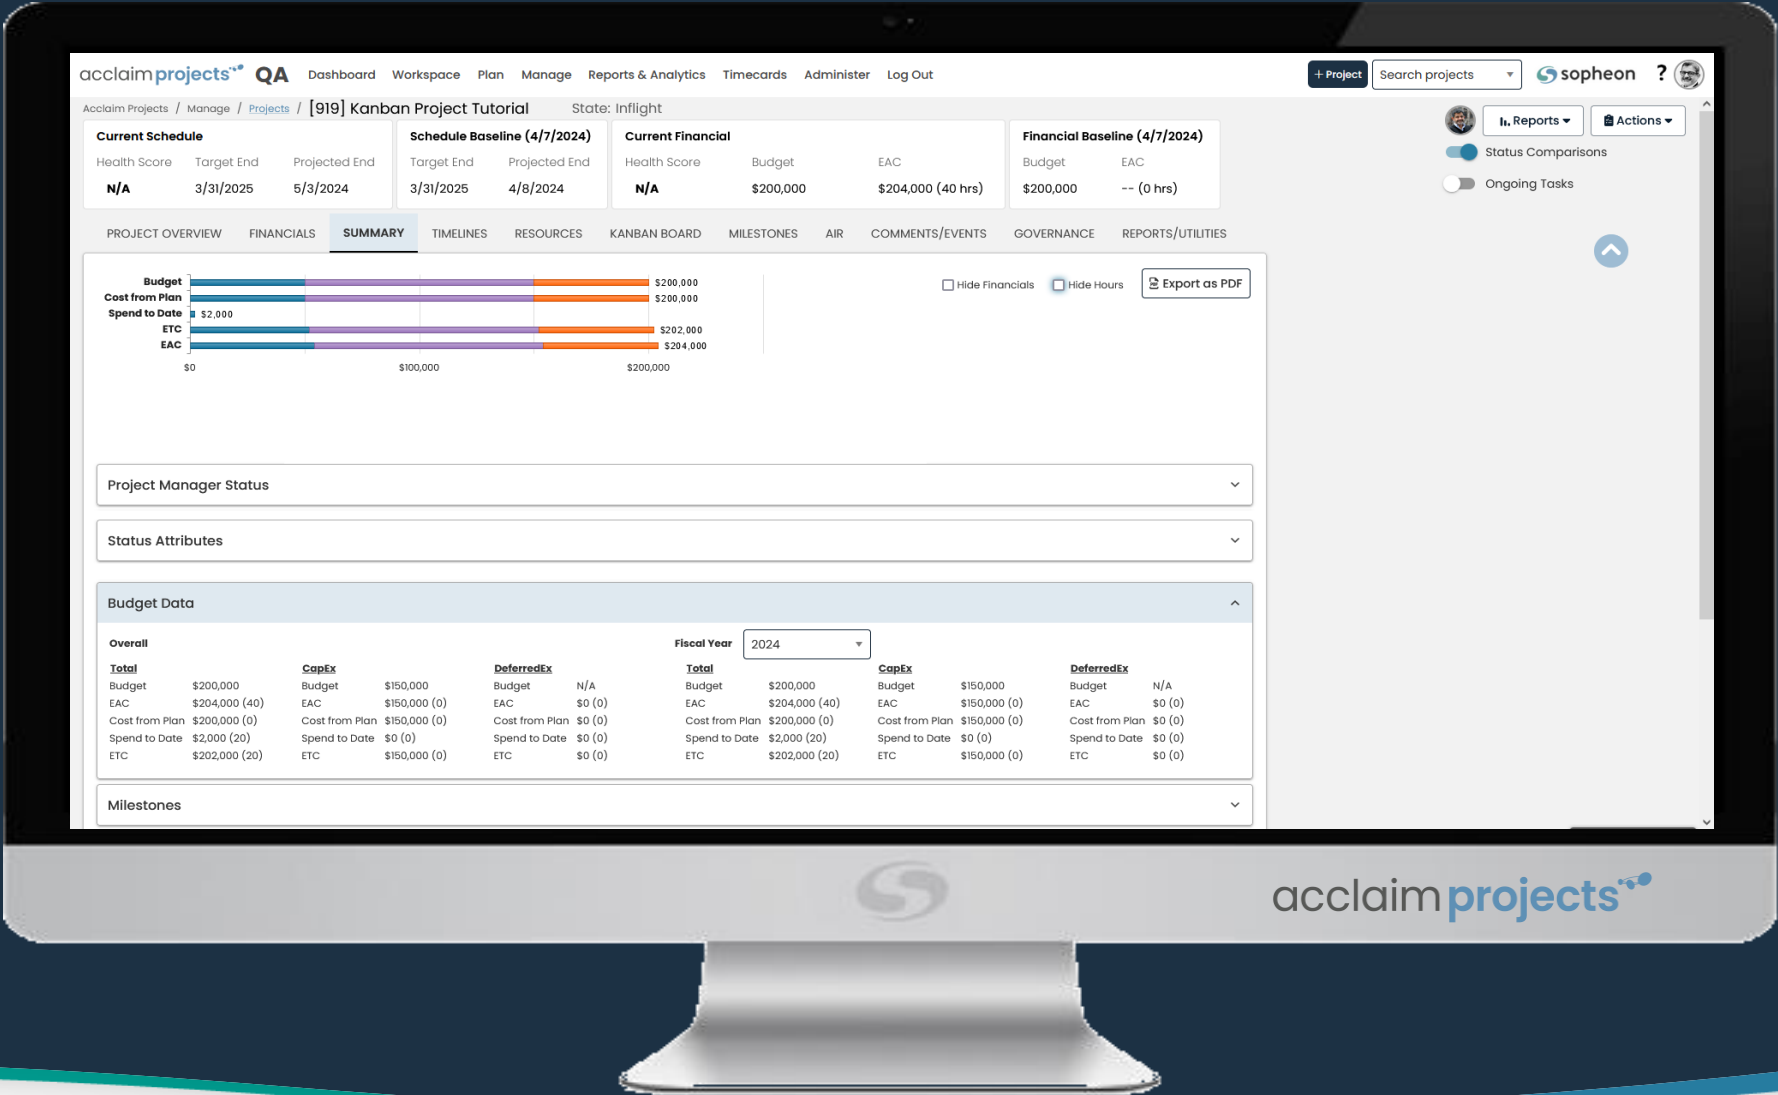 acclaimprojects QA Dashboard Workspace Plan Manage Reports & Analytics Timecards Administer Log Out + Project Search projects sopheon ?
Acclaim Projects / Manage / Projects / [919] Kanban Project Tutorial State: Inflight
Reports Actions
Status Comparisons
Ongoing Tasks
Current Schedule
Health Score Target End Projected End
N/A 3/31/2025 5/3/2024
Schedule Baseline (4/7/2024)
Target End Projected End
3/31/2025 4/8/2024
Current Financial
Health Score Budget EAC
N/A $200,000 $204,000 (40 hrs)
Financial Baseline (4/7/2024)
Budget EAC
$200,000 -- (0 hrs)
PROJECT OVERVIEW FINANCIALS SUMMARY TIMELINES RESOURCES KANBAN BOARD MILESTONES AIR COMMENTS/EVENTS GOVERNANCE REPORTS/UTILITIES
Hide Financials Hide Hours Export as PDF
Budget $200,000
Cost from Plan $200,000
Spend to Date $2,000
ETC $202,000
EAC $204,000
$0 $100,000 $200,000
Project Manager Status
Status Attributes
Budget Data
Overall Fiscal Year 2024
Total CapEx DeferredEx Total CapEx DeferredEx
Budget $200,000 Budget $150,000 Budget N/A Budget $200,000 Budget $150,000 Budget N/A
EAC $204,000 (40) EAC $150,000 (0) EAC $0 (0) EAC $204,000 (40) EAC $150,000 (0) EAC $0 (0)
Cost from Plan $200,000 (0) Cost from Plan $150,000 (0) Cost from Plan $0 (0) Cost from Plan $200,000 (0) Cost from Plan $150,000 (0) Cost from Plan $0 (0)
Spend to Date $2,000 (20) Spend to Date $0 (0) Spend to Date $0 (0) Spend to Date $2,000 (20) Spend to Date $0 (0) Spend to Date $0 (0)
ETC $202,000 (20) ETC $150,000 (0) ETC $0 (0) ETC $202,000 (20) ETC $150,000 (0) ETC $0 (0)
Milestones
acclaimprojects